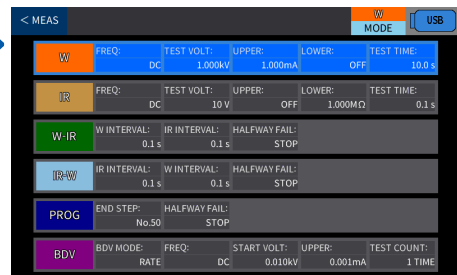 < MEAS
W
MODE
USB
W
FREQ: TEST VOLT: UPPER: LOWER: TEST TIME:
DC 1.000kV 1.000mA OFF 10.0 s
IR
FREQ: TEST VOLT: UPPER: LOWER: TEST TIME:
DC 10 V OFF 1.000MΩ 0.1 s
W-IR
W INTERVAL: IR INTERVAL: HALFWAY FAIL:
0.1 s 0.1 s STOP
IR-W
IR INTERVAL: W INTERVAL: HALFWAY FAIL:
0.1 s 0.1 s STOP
PROG
END STEP: HALFWAY FAIL:
No.50 STOP
BDV
BDV MODE: FREQ: START VOLT: UPPER: TEST COUNT:
RATE DC 0.010kV 0.001mA 1 TIME